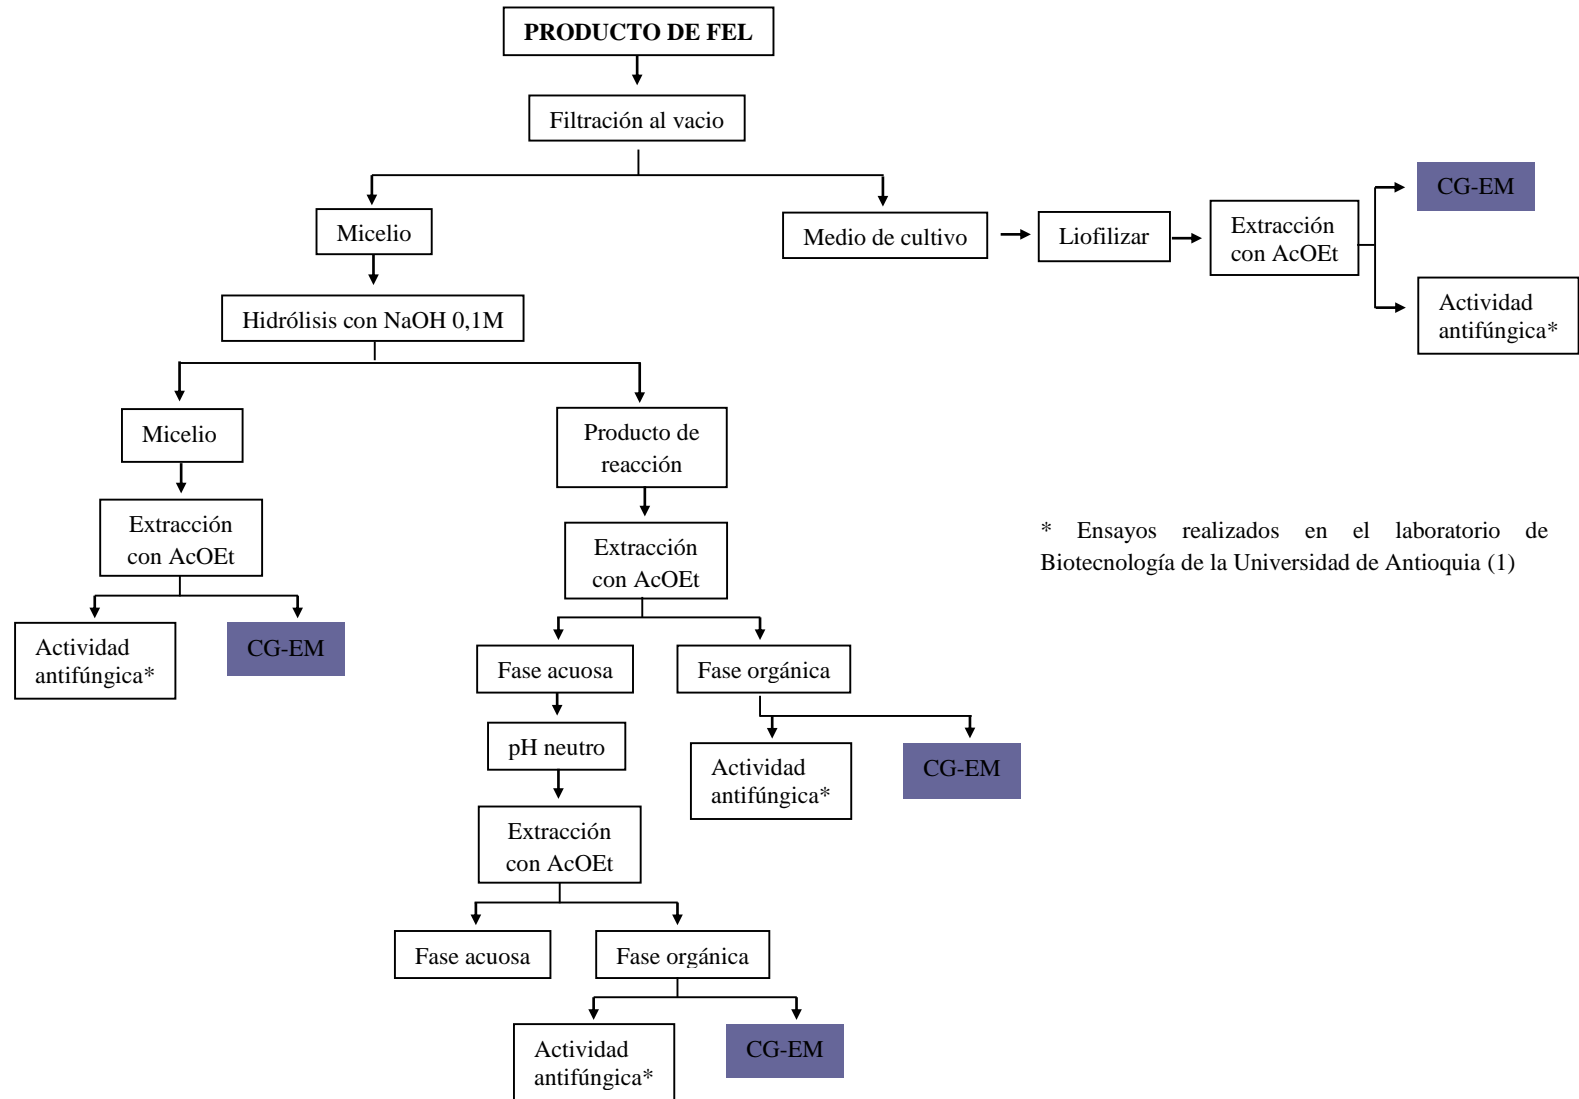 PRODUCTO DE FEL
Filtración al vacio
Micelio
Medio de cultivo
Liofilizar
Extracción
con AcOEt
CG-EM
Actividad
antifúngica*
Hidrólisis con NaOH 0,1M
Micelio
Producto de
reacción
Extracción
con AcOEt
Extracción
con AcOEt
* Ensayos realizados en el laboratorio de
Biotecnología de la Universidad de Antioquia (1)
Actividad
antifúngica*
CG-EM
Fase acuosa
Fase orgánica
pH neutro
Actividad
antifúngica*
CG-EM
Extracción
con AcOEt
Fase acuosa
Fase orgánica
Actividad
antifúngica*
CG-EM